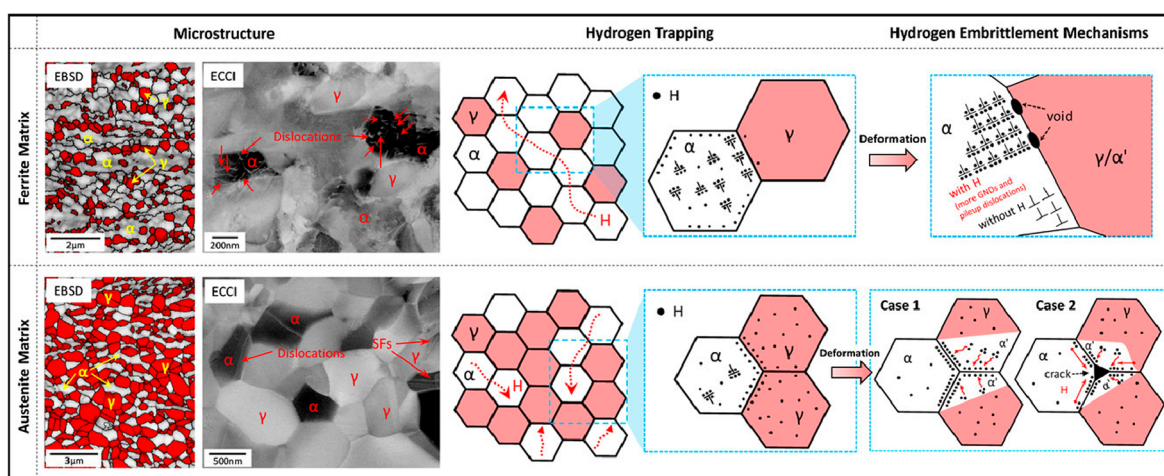 Microstructure
Hydrogen Trapping
Hydrogen Embrittlement Mechanisms
Ferrite Matrix
EBSD
γ
α
α
γ
α
2μm
ECCI
γ
Dislocations
α
α
γ
α
200nm
γ
α
H
• H
α
γ
Deformation
α
void
γ/α'
with H
(more GNDs and
pileup dislocations)
without H
Austenite Matrix
EBSD
γ
α
γ
γ
3μm
ECCI
α
SFs
γ
α
Dislocations
γ
α
γ
500nm
γ
α
H
• H
α
γ
γ
Deformation
Case 1
γ
α
α'
α'
Case 2
γ
α
α'
crack
α'
H